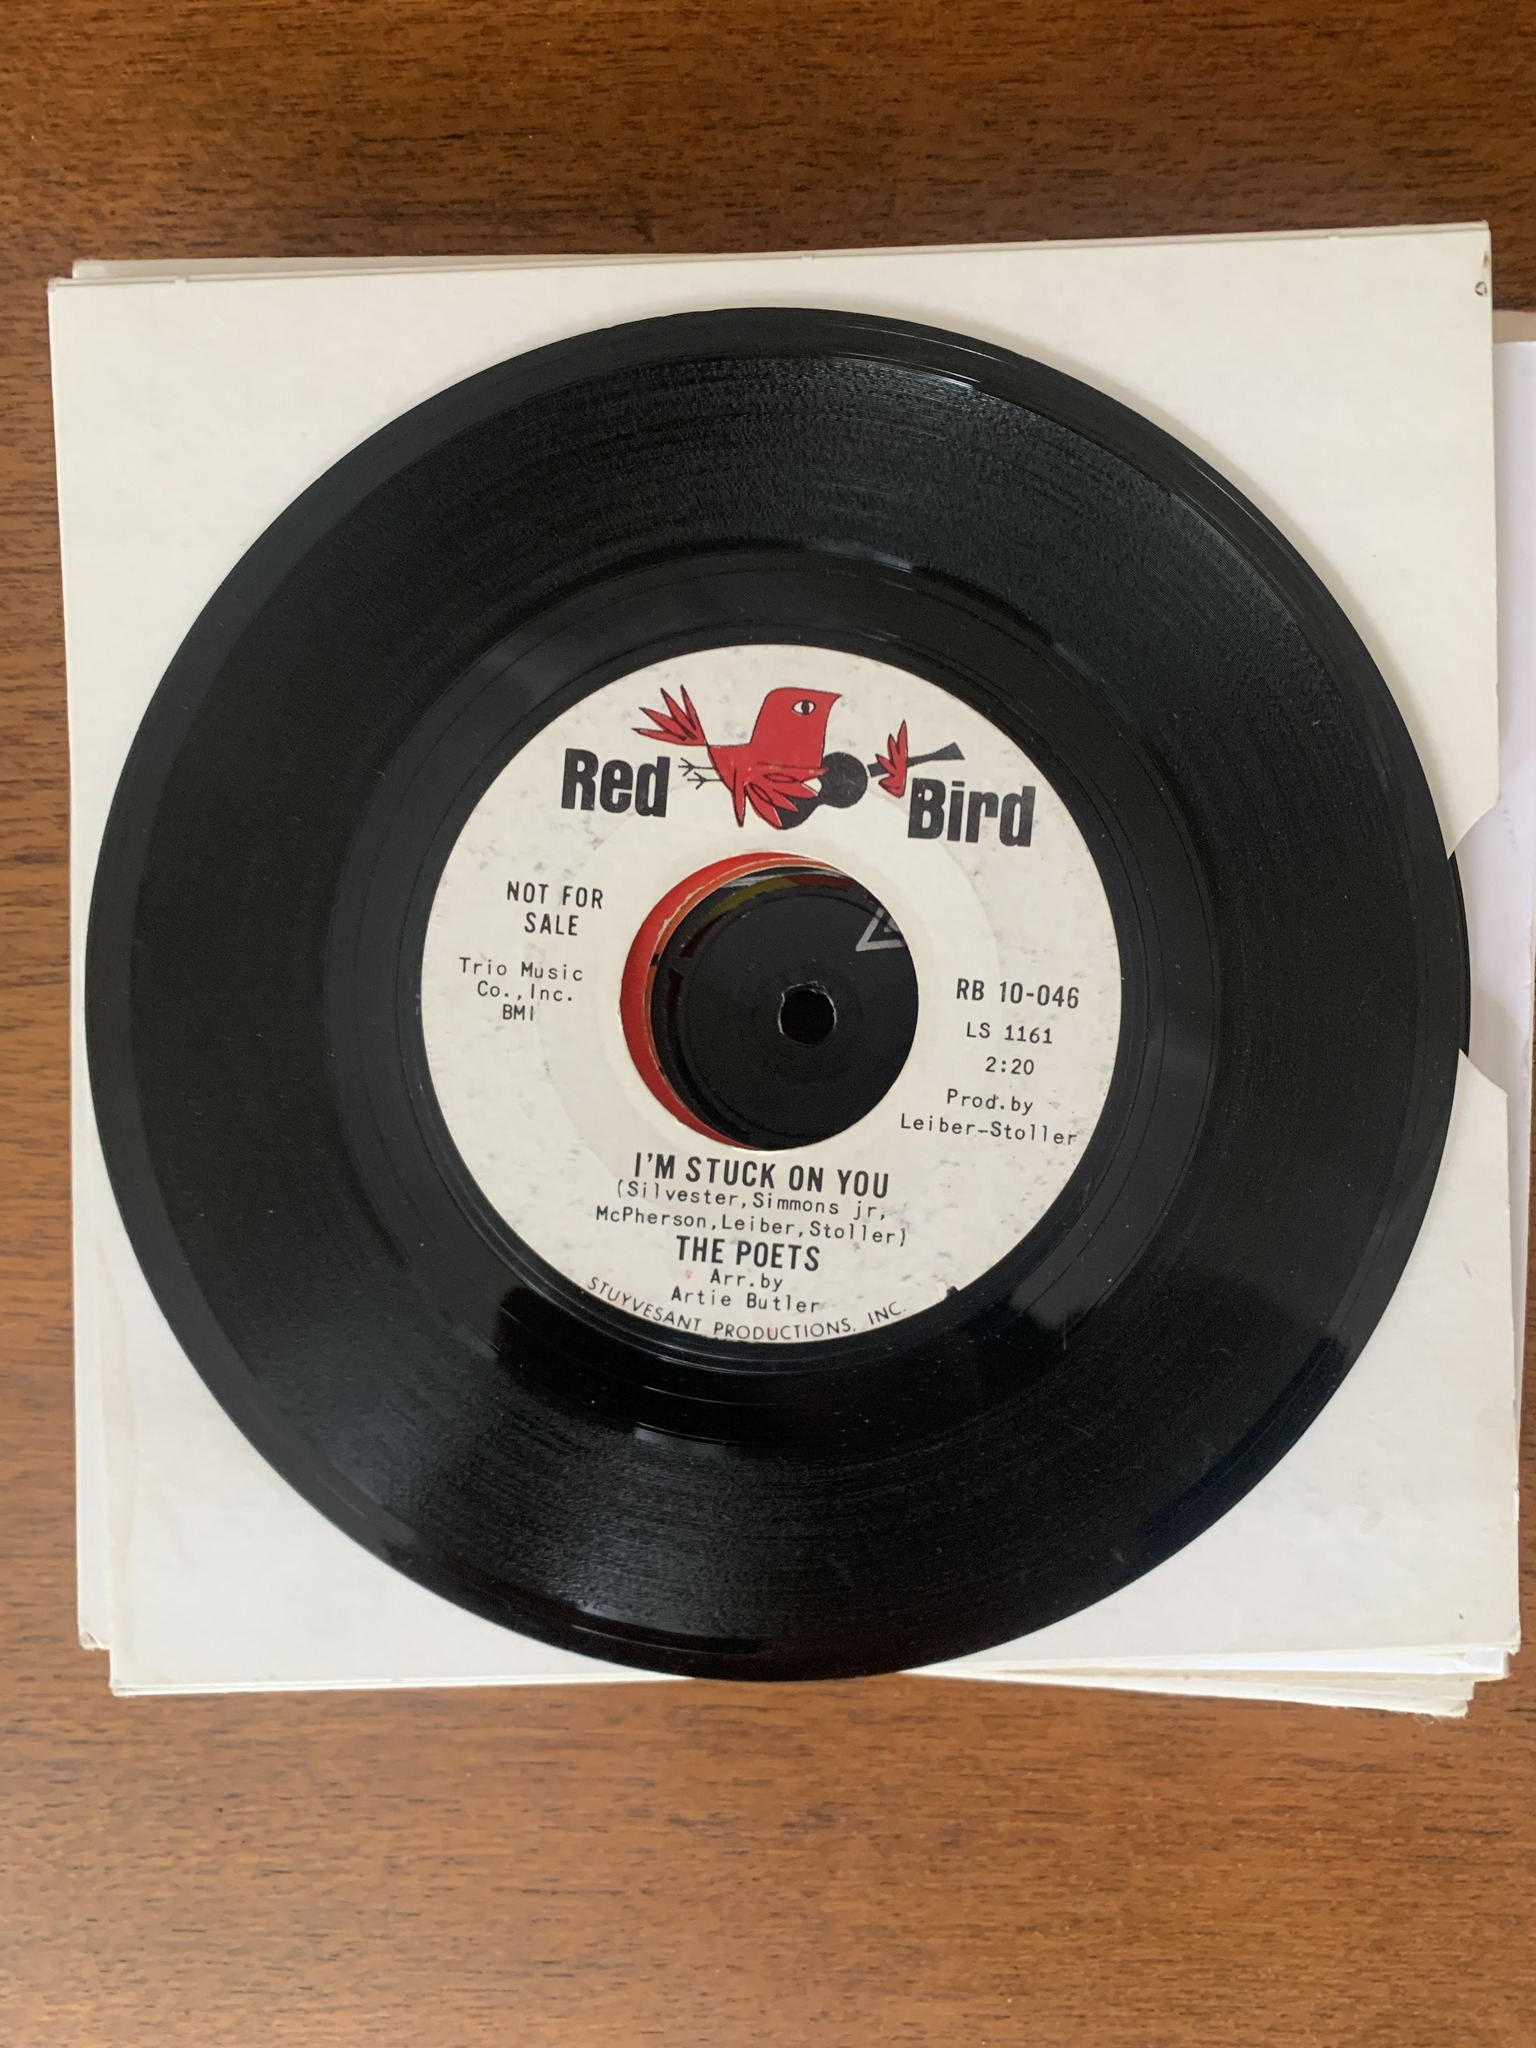 Red Bird
NOT FOR
SALE
Trio Music
Co., Inc.
BMI
RB 10-046
LS 1161
2:20
Prod.by
Leiber-Stoller
I'M STUCK ON YOU
(Silvester, Simmons jr,
McPherson, Leiber, Stoller)
THE POETS
Arr.by
Artie Butler
STUYVESANT PRODUCTIONS, INC.